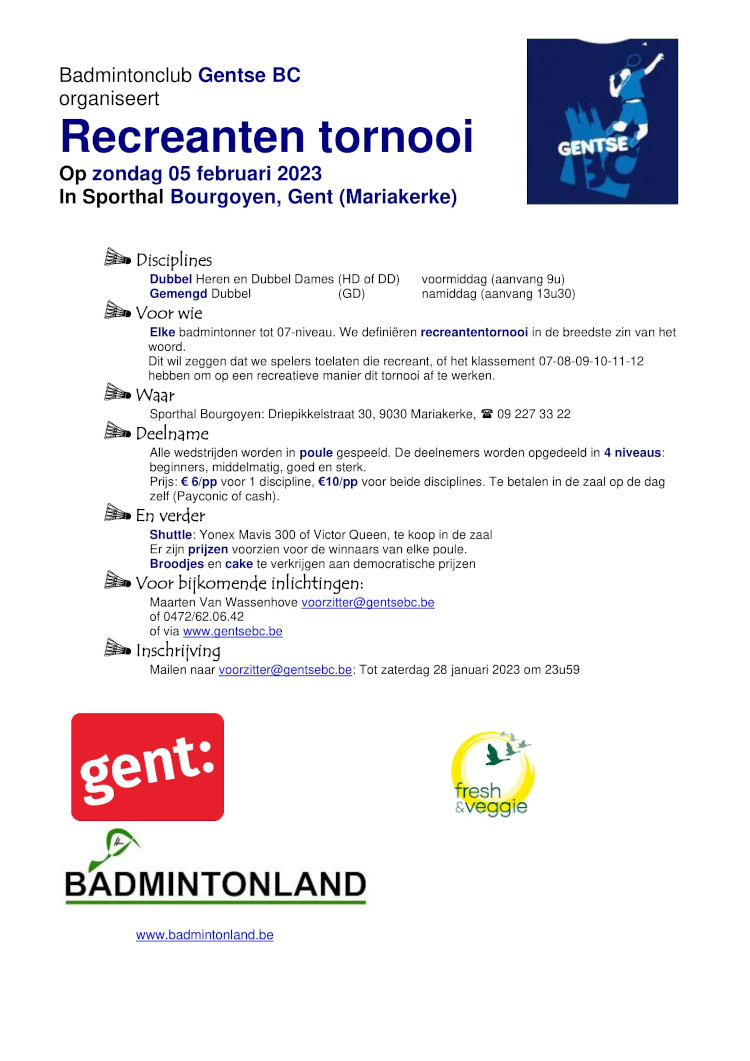 Badmintonclub Gentse BC
organiseert
Recreanten tornooi
Op zondag 05 februari 2023
In Sporthal Bourgoyen, Gent (Mariakerke)
GENTSE
BC
Disciplines
Dubbel Heren en Dubbel Dames (HD of DD) voormiddag (aanvang 9u)
Gemengd Dubbel (GD) namiddag (aanvang 13u30)
Voor wie
Elke badmintonner tot 07-niveau. We definiëren recreantentornooi in de breedste zin van het
woord.
Dit wil zeggen dat we spelers toelaten die recreant, of het klassement 07-08-09-10-11-12
hebben om op een recreatieve manier dit tornooi af te werken.
Waar
Sporthal Bourgoyen: Driepikkelstraat 30, 9030 Mariakerke, ☎ 09 227 33 22
Deelname
Alle wedstrijden worden in poule gespeeld. De deelnemers worden opgedeeld in 4 niveaus:
beginners, middelmatig, goed en sterk.
Prijs: € 6/pp voor 1 discipline, €10/pp voor beide disciplines. Te betalen in de zaal op de dag
zelf (Payconic of cash).
En verder
Shuttle: Yonex Mavis 300 of Victor Queen, te koop in de zaal
Er zijn prijzen voorzien voor de winnaars van elke poule.
Broodjes en cake te verkrijgen aan democratische prijzen
Voor bijkomende inlichtingen:
Maarten Van Wassenhove voorzitter@gentsebc.be
of 0472/62.06.42
of via www.gentsebc.be
Inschrijving
Mailen naar voorzitter@gentsebc.be: Tot zaterdag 28 januari 2023 om 23u59
gent:
fresh
&veggie
BADMINTONLAND
www.badmintonland.be